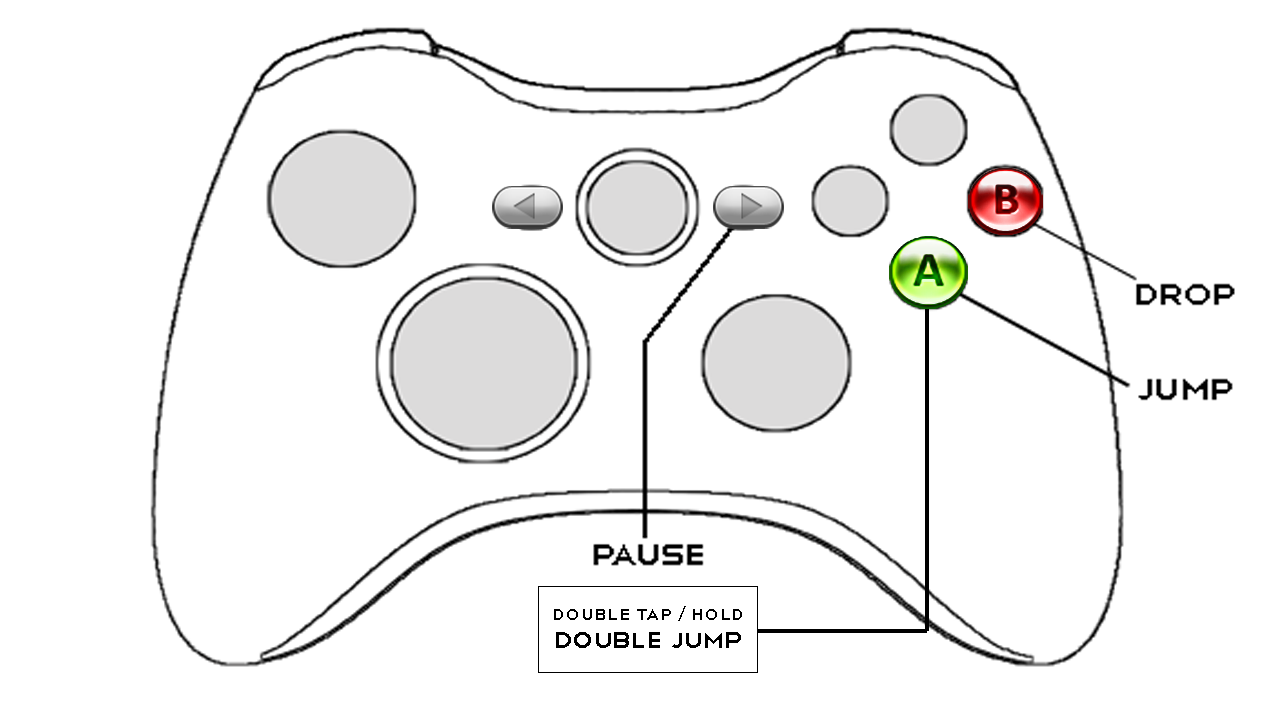 B
A
DROP
JUMP
PAUSE
DOUBLE TAP / HOLD
DOUBLE JUMP